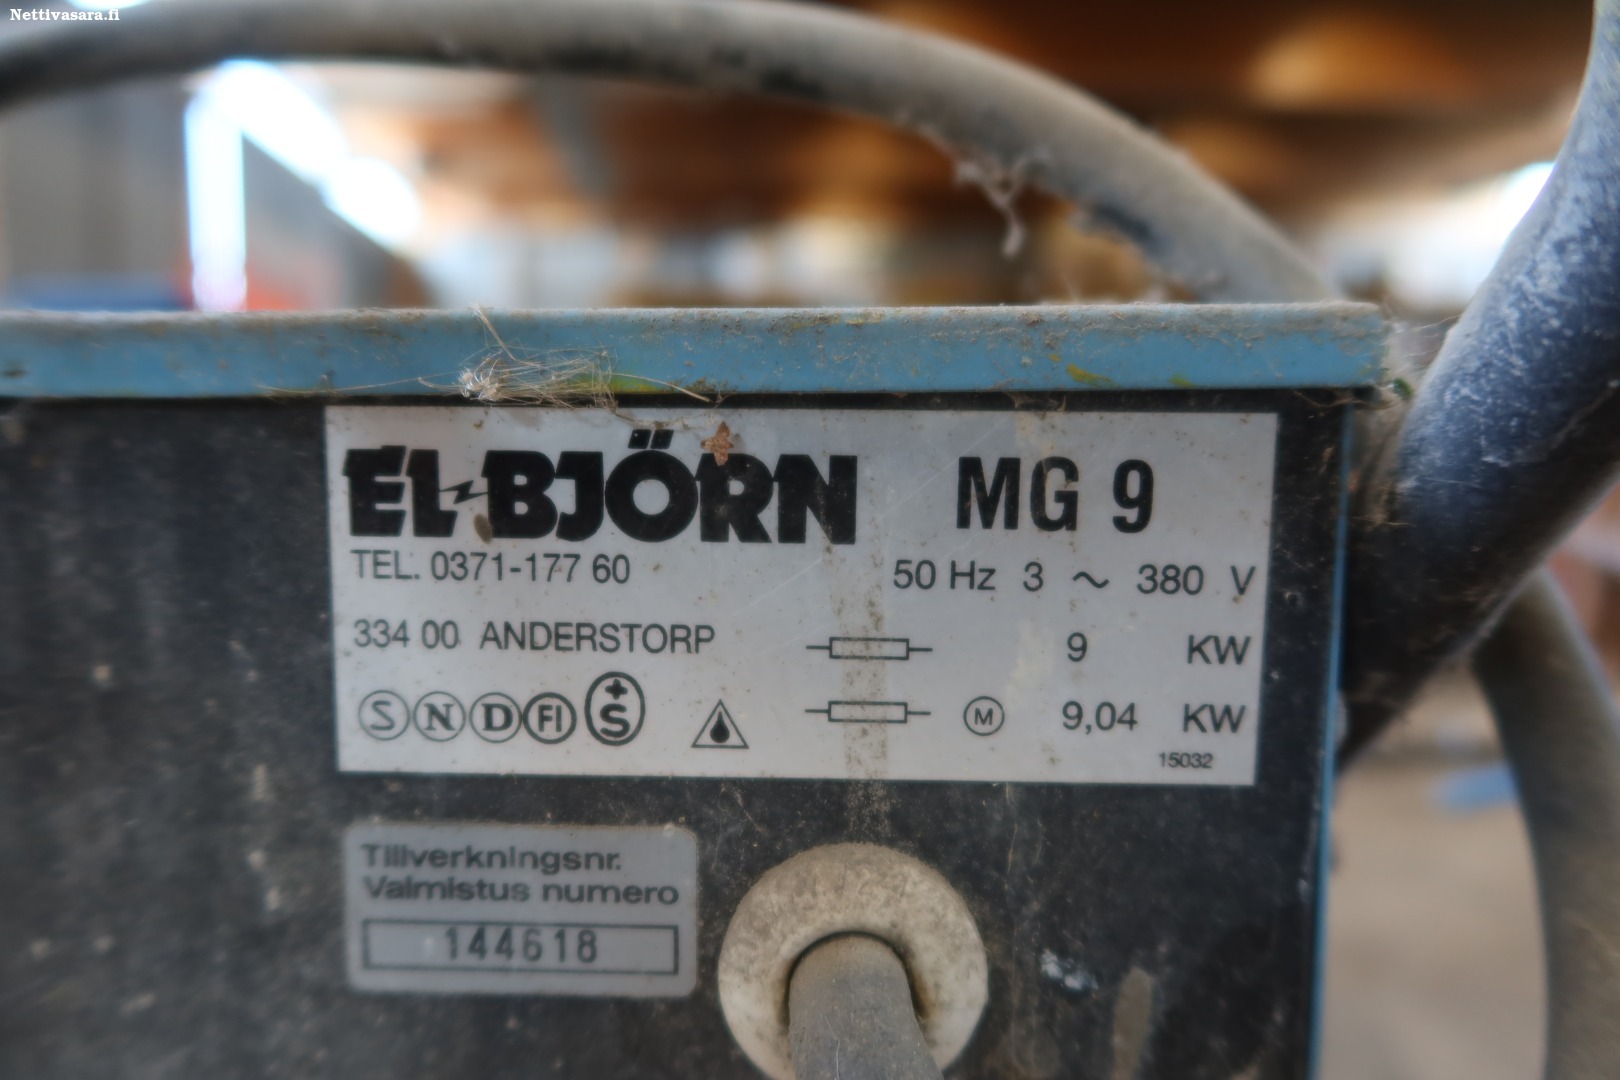 Nettivasara.fi
EL-BJÖRN MG 9
TEL. 0371-177 60 50 Hz 3 ~ 380 V
334 00 ANDERSTORP 9 KW
S N D FI +S M 9,04 KW
15032
Tillverkningsnr.
Valmistus numero
144618